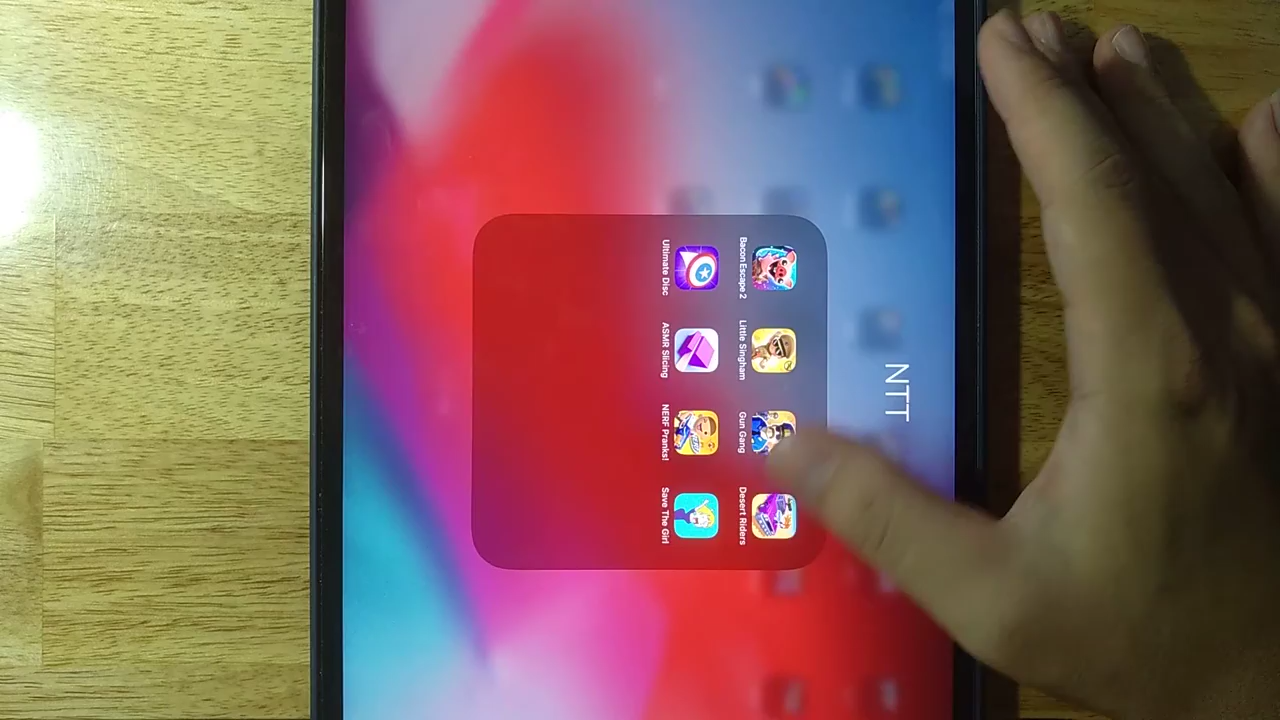 NTT
Bacon Escape 2
Little Singham
Gun Gang
Desert Riders
Ultimate Disc
ASMR Slicing
NERF Pranks!
Save The Girl